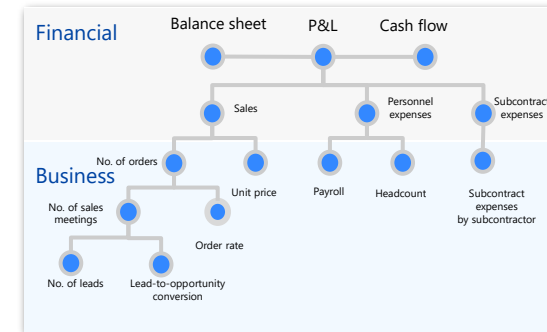 Financial
Balance sheet
P&L
Cash flow
Sales
Personnel
expenses
Subcontract
expenses
Business
No. of orders
Unit price
Payroll
Headcount
Subcontract
expenses
by subcontractor
No. of sales
meetings
Order rate
No. of leads
Lead-to-opportunity
conversion